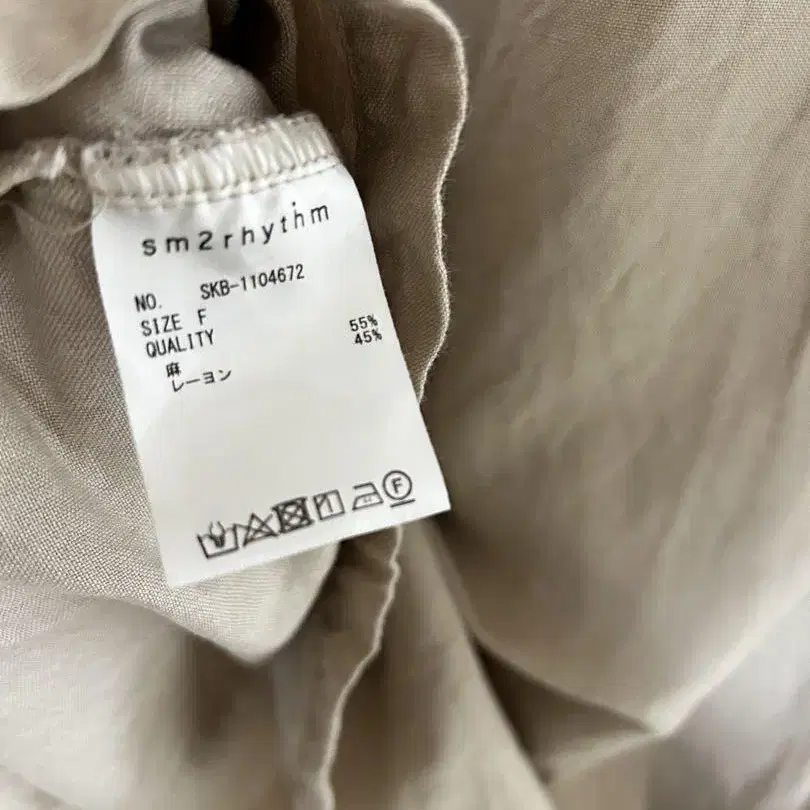 sm2rhythm
NO. SKB-1104672
SIZE F
QUALITY
麻 55%
レーヨン 45%
F